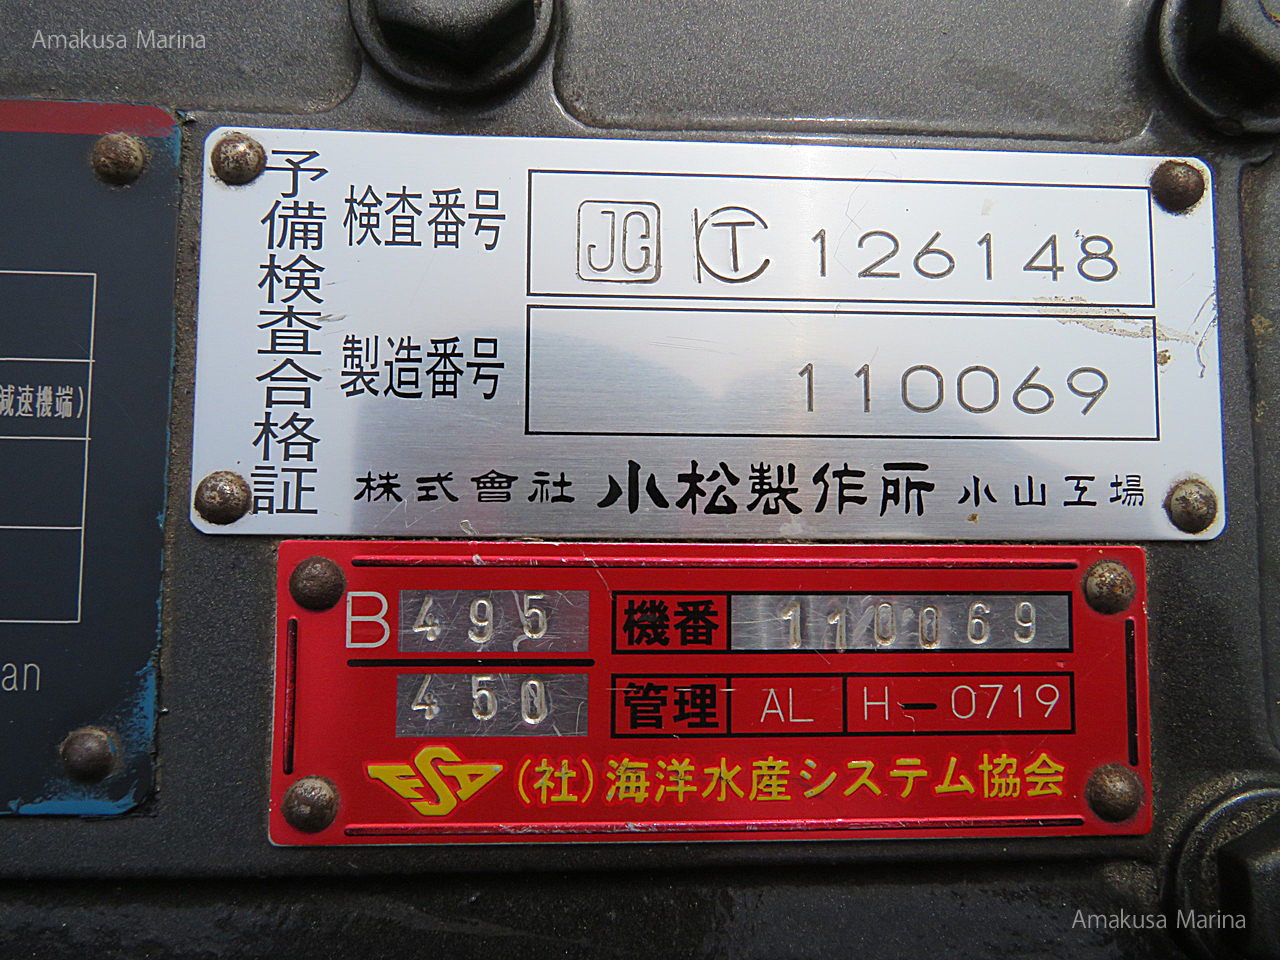 Amakusa Marina
予備検査合格証
検査番号 JCI CT 126148
製造番号 110069
株式會社 小松製作所 小山工場
減速機端)
an
B 495 機番 110069
450 管理 AL H-0719
FSA (社)海洋水産システム協会
Amakusa Marina